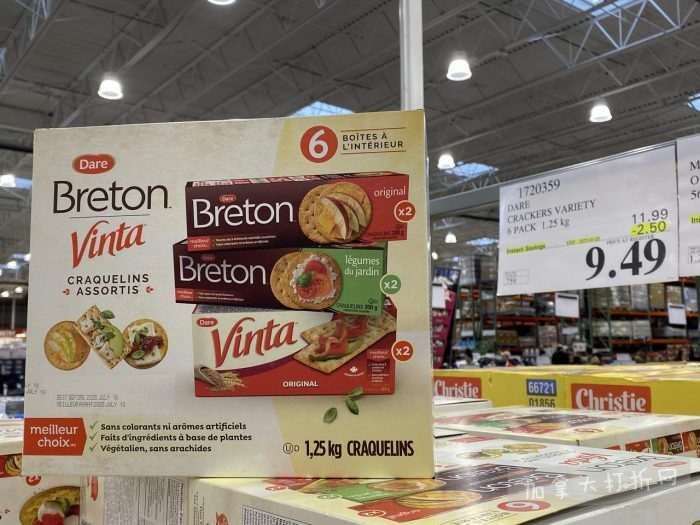 Dare
Breton
Vinta
CRAQUELINS
ASSORTIS
6 BOÎTES À
L'INTÉRIEUR
Dare
Breton
original
x2
Breton
légumes
du jardin
x2
Dare
Vinta
ORIGINAL
x2
meilleur
choix
Sans colorants ni arômes artificiels
Faits d'ingrédients à base de plantes
Végétalien, sans arachides
1,25 kg CRAQUELINS
1720359
DARE
CRACKERS VARIETY
6 PACK 1.25 kg
11.99
Instant Savings
-2.50
9.49
Christie
66721
01856
Christie
加拿大打折网